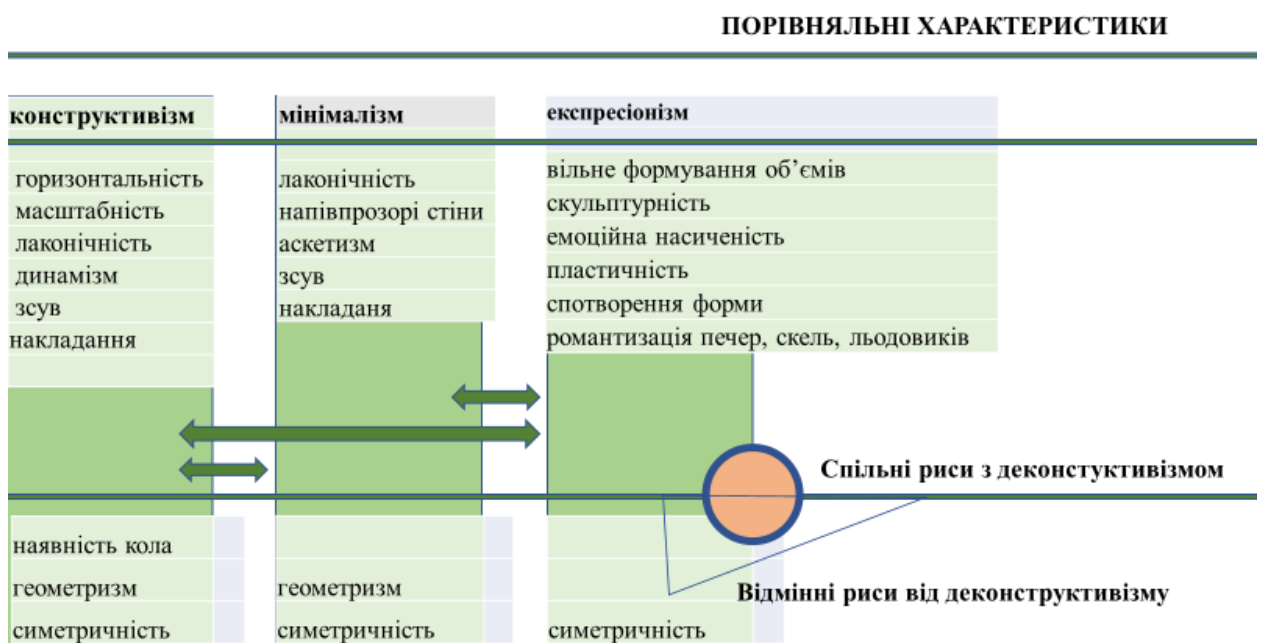 ПОРІВНЯЛЬНІ ХАРАКТЕРИСТИКИ
конструктивізм
горизонтальність
масштабність
лаконічність
динамізм
зсув
накладання
мінімалізм
лаконічність
напівпрозорі стіни
аскетизм
зсув
накладаня
експресіонізм
вільне формування об’ємів
скульптурність
емоційна насиченість
пластичність
спотворення форми
романтизація печер, скель, льодовиків
Спільні риси з деконстуктивізмом
Відмінні риси від деконструктивізму
наявність кола
геометризм
симетричність
геометризм
симетричність
симетричність